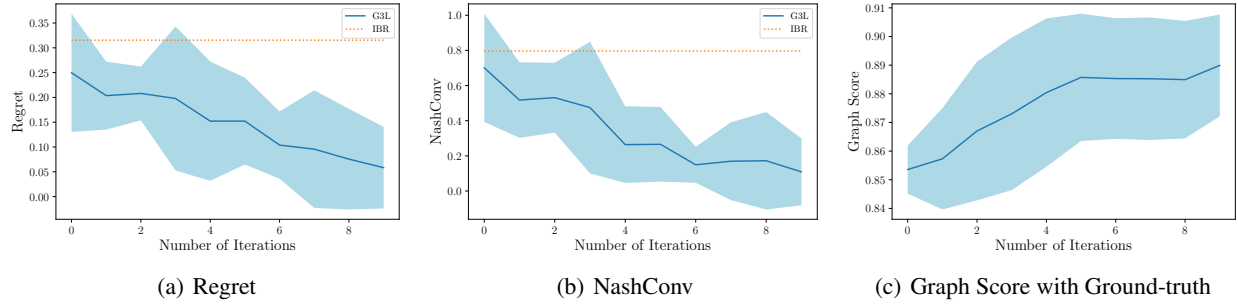 G3L
IBR
0.35
0.30
0.25
0.20
0.15
0.10
0.05
0.00
Regret
0
2
4
6
8
Number of Iterations
(a) Regret
G3L
IBR
1.0
0.8
0.6
0.4
0.2
0.0
NashConv
0
2
4
6
8
Number of Iterations
(b) NashConv
0.91
0.90
0.89
0.88
0.87
0.86
0.85
0.84
Graph Score
0
2
4
6
8
Number of Iterations
(c) Graph Score with Ground-truth